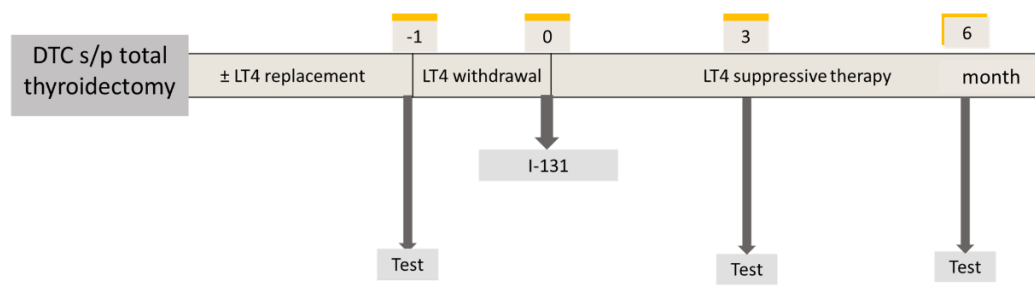 -1
0
3
6
DTC s/p total
thyroidectomy
± LT4 replacement
LT4 withdrawal
LT4 suppressive therapy
month
I-131
Test
Test
Test